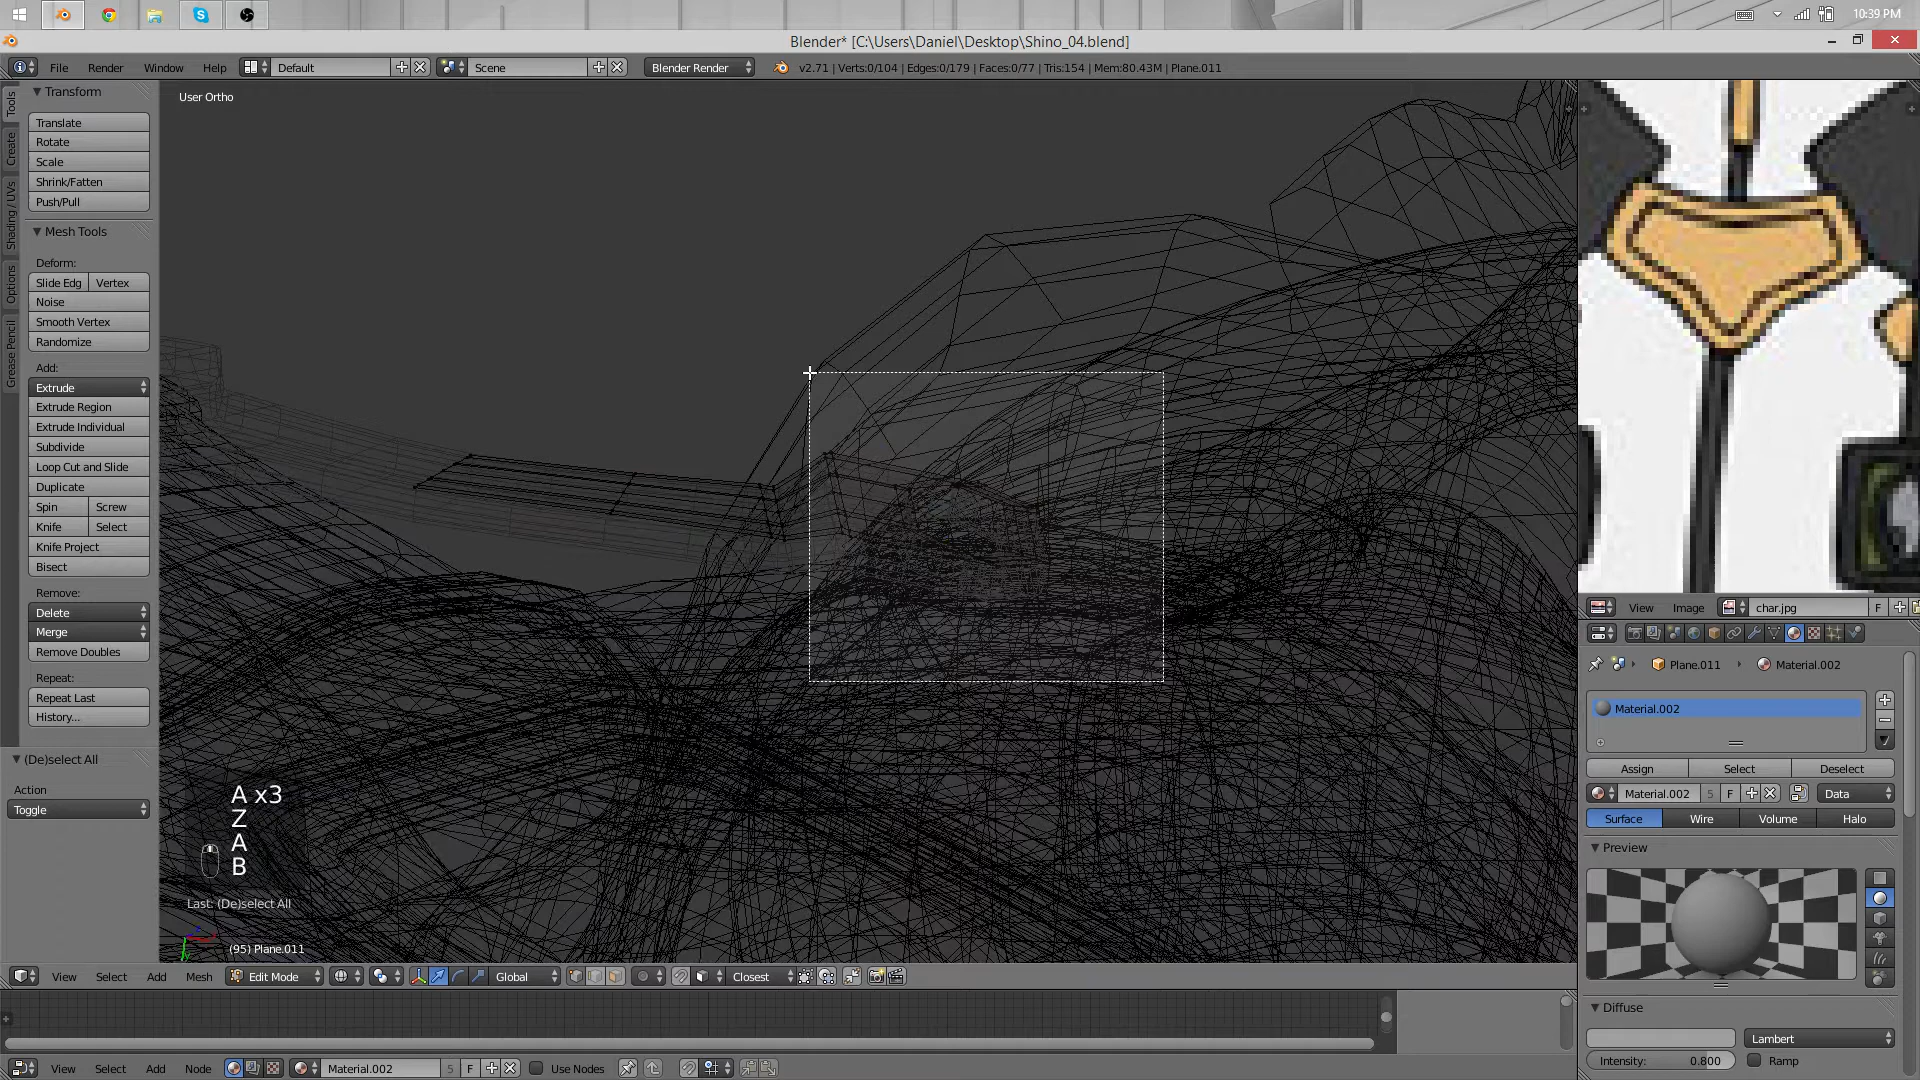 10:39 PM
Blender* [C:\Users\Daniel\Desktop\Shino_04.blend]
File Render Window Help Default Scene Blender Render v2.71 | Verts:0/104 | Edges:0/179 | Faces:0/77 | Tris:154 | Mem:80.43M | Plane.011
Tools
Create
Shading / UVs
Options
Grease Pencil
Transform
Translate
Rotate
Scale
Shrink/Fatten
Push/Pull
Mesh Tools
Deform:
Slide Edg Vertex
Noise
Smooth Vertex
Randomize
Add:
Extrude
Extrude Region
Extrude Individual
Subdivide
Loop Cut and Slide
Duplicate
Spin Screw
Knife Select
Knife Project
Bisect
Remove:
Delete
Merge
Remove Doubles
Repeat:
Repeat Last
History...
(De)select All
Action
Toggle
User Ortho
A x3
Z
A
B
Last: (De)select All
(95) Plane.011
View Select Add Mesh Edit Mode Global Closest
View Select Add Node Material.002 5 F Use Nodes
View Image char.jpg F
Plane.011 Material.002
Material.002
Assign Select Deselect
Material.002 5 F Data
Surface Wire Volume Halo
Preview
Diffuse
Lambert
Intensity: 0.800 Ramp